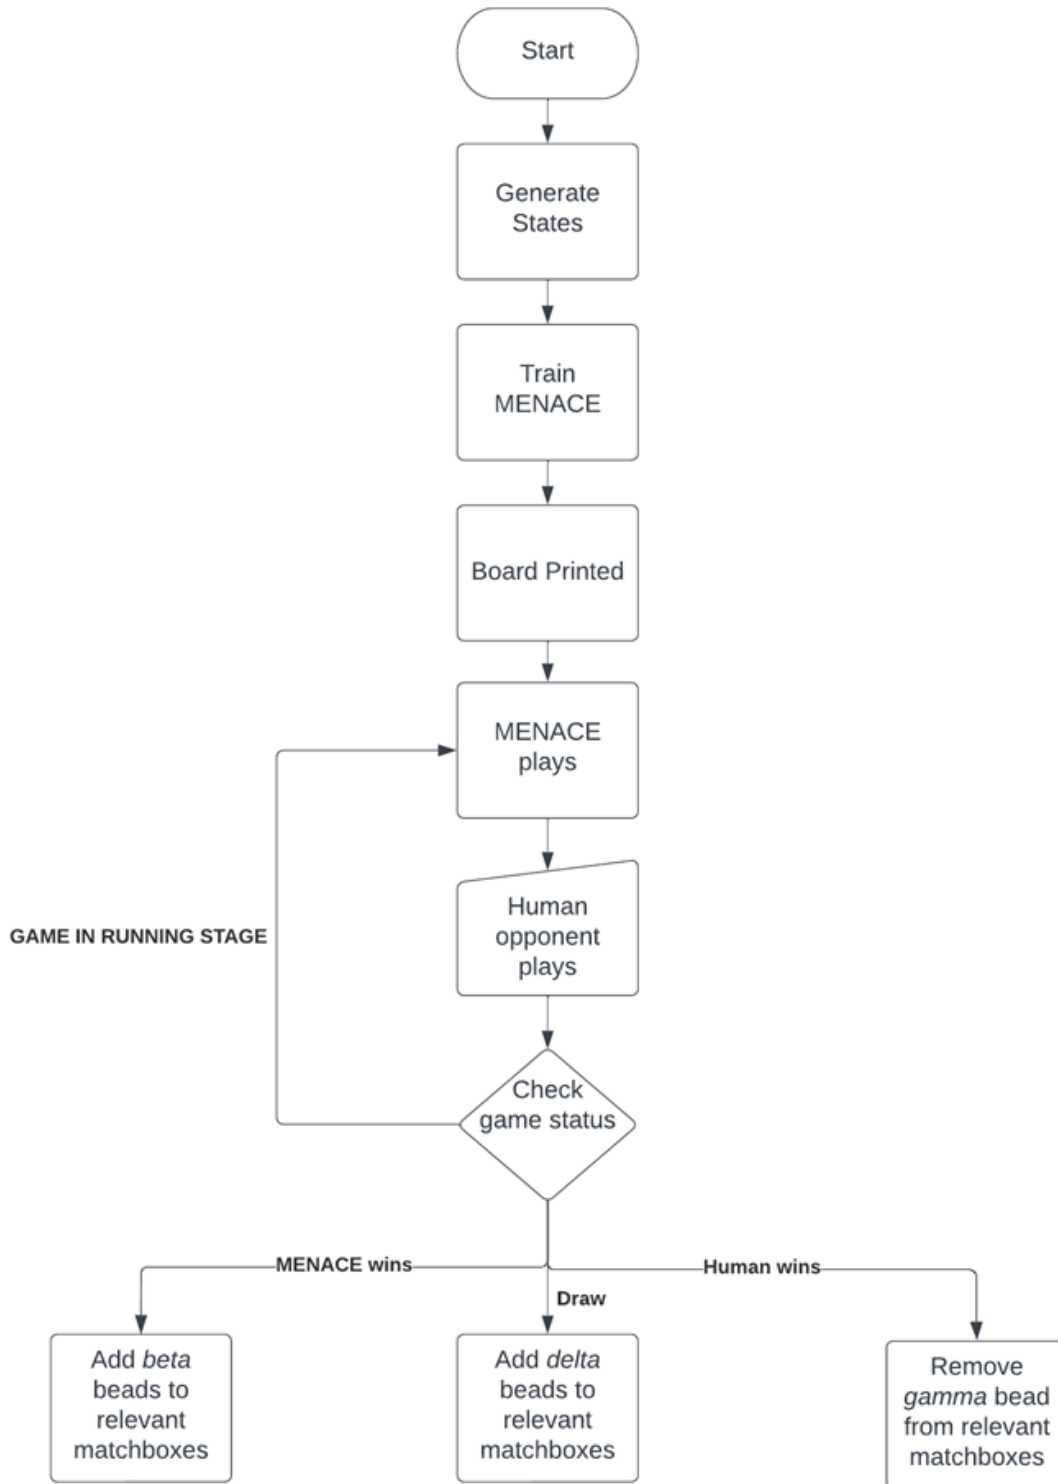 Start
Generate
States
Train
MENACE
Board Printed
MENACE
plays
Human
opponent
plays
GAME IN RUNNING STAGE
Check
game status
MENACE wins
Draw
Human wins
Add beta
beads to
relevant
matchboxes
Add delta
beads to
relevant
matchboxes
Remove
gamma bead
from relevant
matchboxes